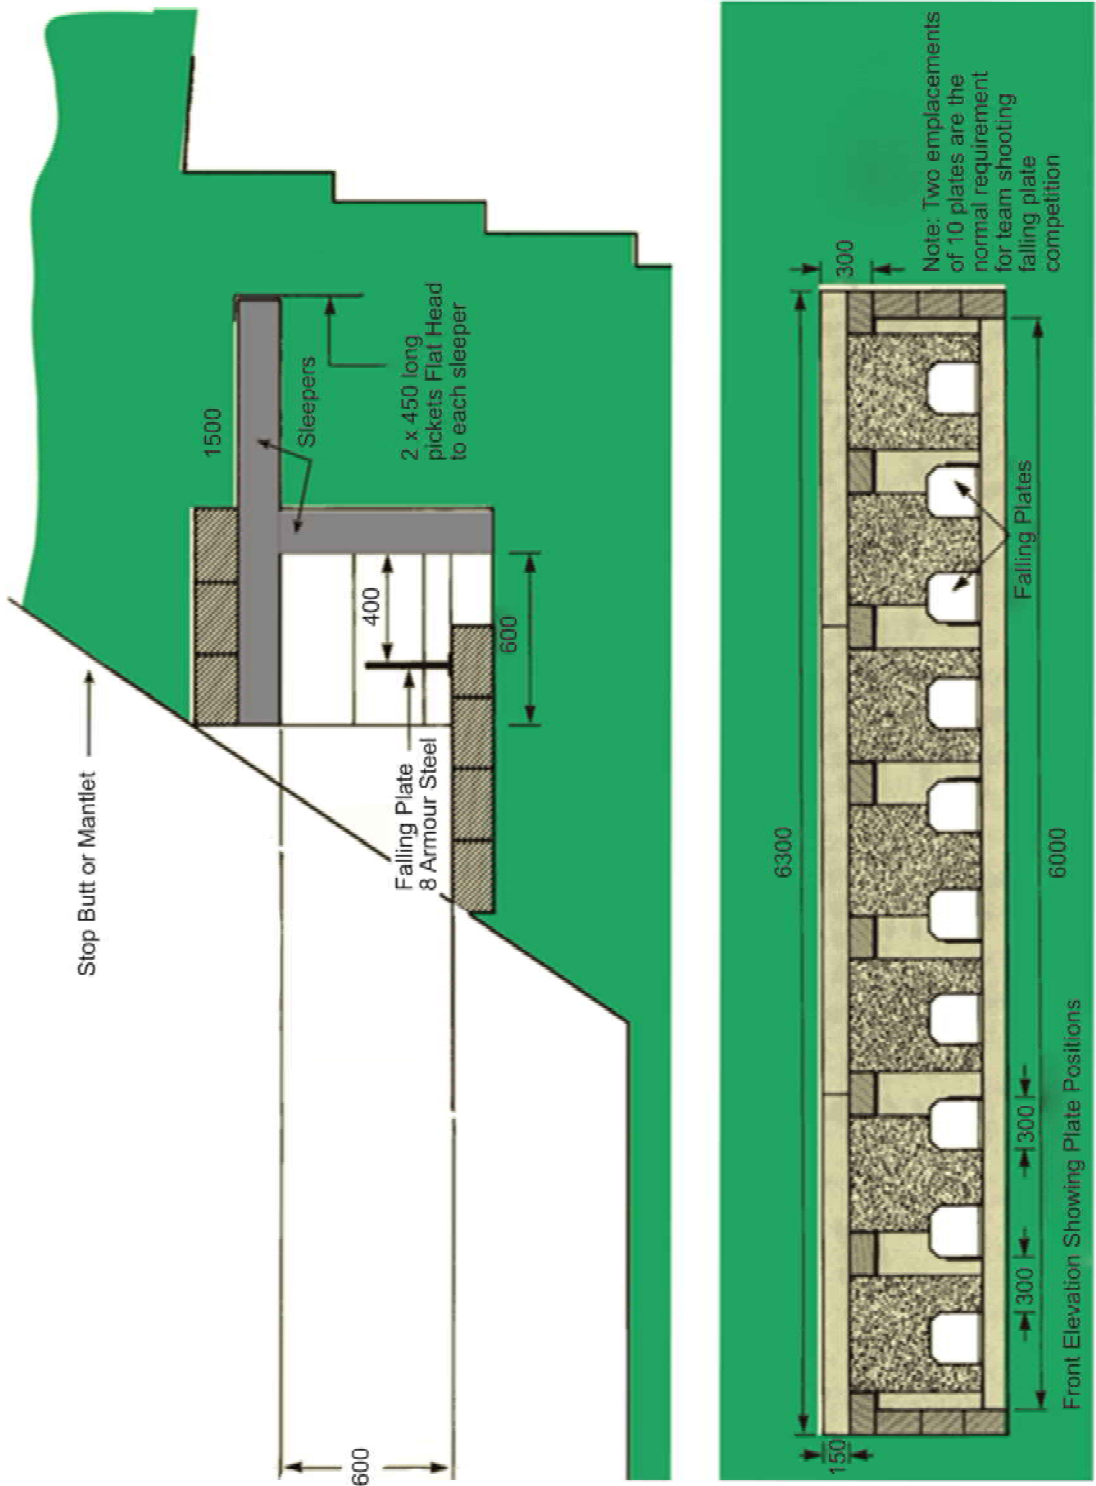 Stop Butt or Mantlet
1500
Sleepers
2 x 450 long
pickets Flat Head
to each sleeper
400
600
Falling Plate
8 Armour Steel
600
6300
300
150
Note: Two emplacements
of 10 plates are the
normal requirement
for team shooting
falling plate
competition
Falling Plates
300
300
6000
Front Elevation Showing Plate Positions